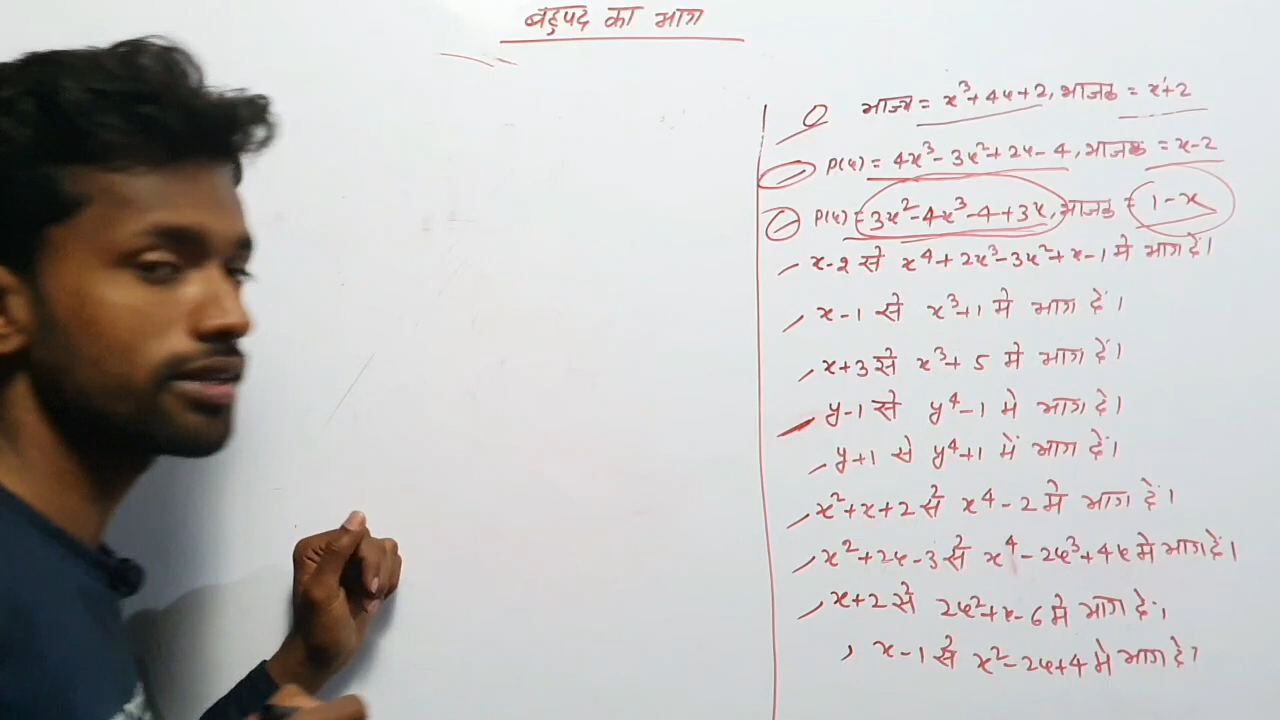 बहुपद का भाग
भाज्य = x³+4x+2, भाजक = x+2
P(x) = 4x³-3x²+2x-4, भाजक = x-2
P(x) = 3x²-4x³-4+3x, भाजक = 1-x
x-2 से x⁴+2x³-3x²+x-1 मे भाग दें।
x-1 से x³+1 मे भाग दें।
x+3 से x³+5 मे भाग दें।
y-1 से y⁴-1 मे भाग दें।
y+1 से y⁴+1 में भाग दें।
x²+x+2 से x⁴-2 मे भाग दें।
x²+2x-3 से x⁴-2x³+4x मे भाग दें।
x+2 से 2x²+x-6 मे भाग दें।
x-1 से x²-2x+4 मे भाग दें।